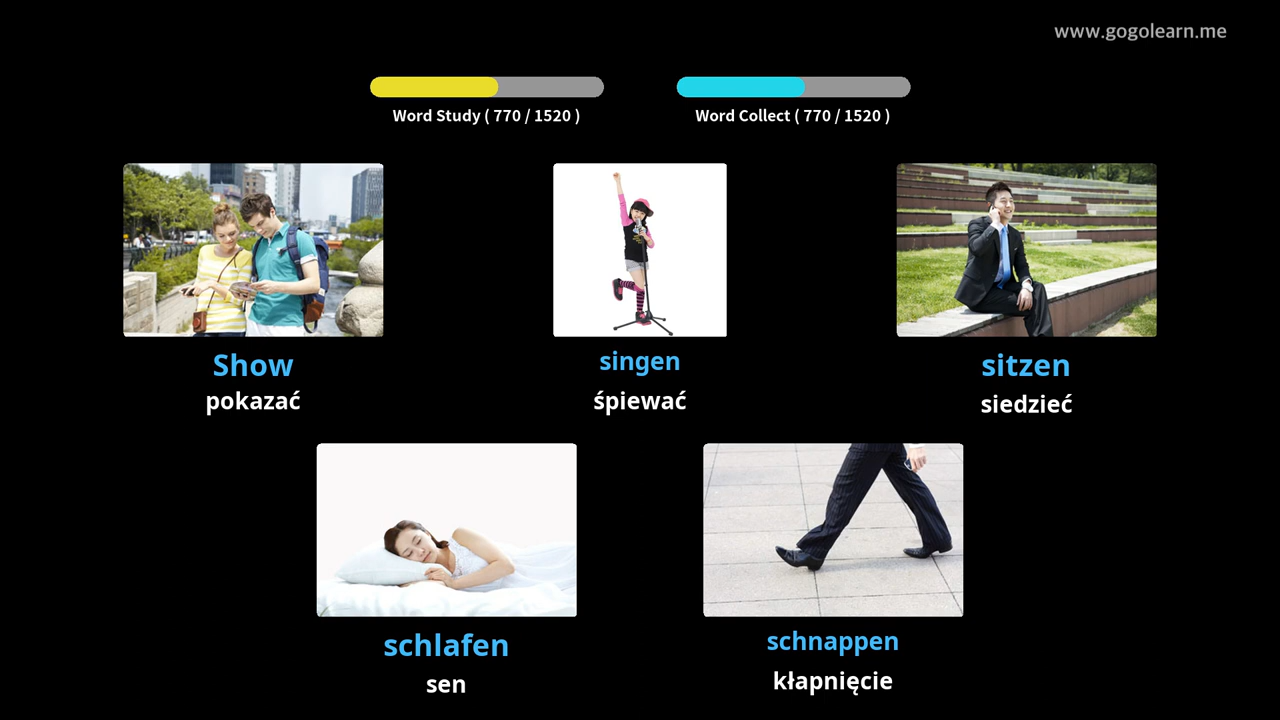 www.gogolearn.me
Word Study ( 770 / 1520 )
Word Collect ( 770 / 1520 )
Show
pokazać
singen
śpiewać
sitzen
siedzieć
schlafen
sen
schnappen
kłapnięcie